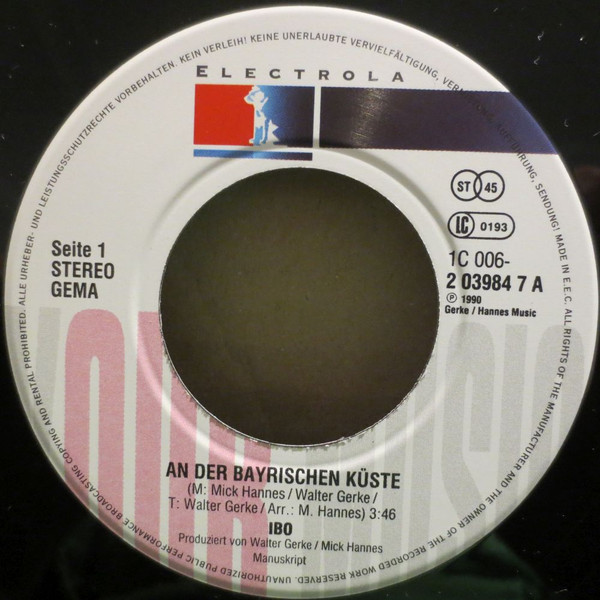 ALLE URHEBER- UND LEISTUNGSSCHUTZRECHTE VORBEHALTEN. KEIN VERLEIH! KEINE UNERLAUBTE VERVIELFÄLTIGUNG, VERMIETUNG, AUFFÜHRUNG, SENDUNG! MADE IN E.E.C. ALL RIGHTS OF THE MANUFACTURER AND THE OWNER OF THE RECORDED WORK RESERVED. UNAUTHORIZED PUBLIC PERFORMANCE BROADCASTING COPYING AND RENTAL PROHIBITED.
ELECTROLA
ST 45
LC 0193
Seite 1
STEREO
GEMA
1C 006-
2 03984 7 A
Ⓟ 1990
Gerke / Hannes Music
YOUR MUSIC
AN DER BAYRISCHEN KÜSTE
(M: Mick Hannes / Walter Gerke /
T: Walter Gerke / Arr.: M. Hannes) 3:46
IBO
Produziert von Walter Gerke / Mick Hannes
Manuskript